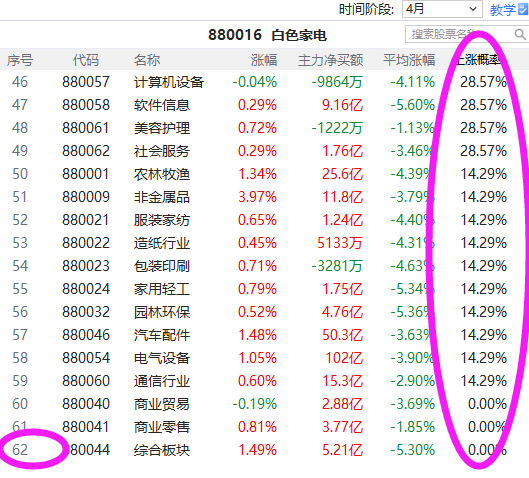 时间阶段: 4月 教学
880016 白色家电 搜索股票名称
序号 代码 名称 涨幅 主力净买额 平均涨幅 上涨概率
46 880057 计算机设备 -0.04% -9864万 -4.11% 28.57%
47 880058 软件信息 0.29% 9.16亿 -5.60% 28.57%
48 880061 美容护理 0.72% -1222万 -1.13% 28.57%
49 880062 社会服务 0.29% 1.76亿 -3.46% 28.57%
50 880001 农林牧渔 1.34% 25.6亿 -4.39% 14.29%
51 880009 非金属品 3.97% 11.8亿 -3.79% 14.29%
52 880021 服装家纺 0.65% 1.24亿 -4.40% 14.29%
53 880022 造纸行业 0.45% 5133万 -4.31% 14.29%
54 880023 包装印刷 0.71% -3281万 -4.63% 14.29%
55 880024 家用轻工 0.79% 1.75亿 -5.34% 14.29%
56 880032 园林环保 0.52% 4.76亿 -5.36% 14.29%
57 880046 汽车配件 1.48% 50.3亿 -3.63% 14.29%
58 880054 电气设备 1.05% 102亿 -3.90% 14.29%
59 880060 通信行业 0.60% 15.3亿 -2.90% 14.29%
60 880040 商业贸易 -0.19% 2.88亿 -3.69% 0.00%
61 880041 商业零售 0.81% 3.77亿 -1.85% 0.00%
62 880044 综合板块 1.49% 5.21亿 -5.30% 0.00%